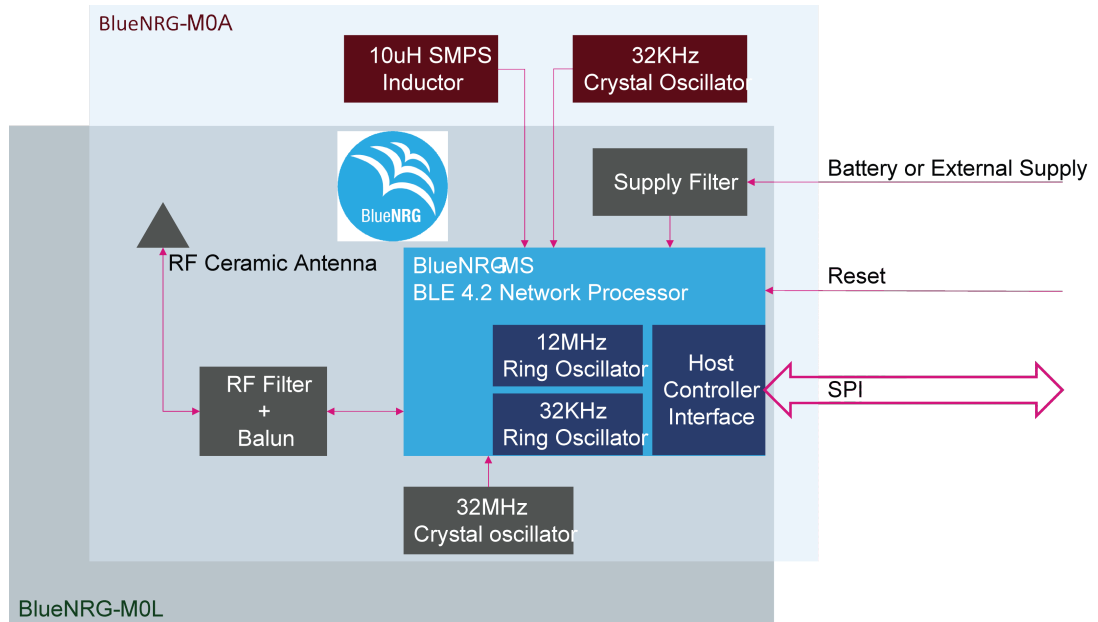 BlueNRG-M0A
10uH SMPS
Inductor
32KHz
Crystal Oscillator
BlueNRG
Supply Filter
Battery or External Supply
RF Ceramic Antenna
BlueNRG-MS
BLE 4.2 Network Processor
Reset
12MHz
Ring Oscillator
32KHz
Ring Oscillator
Host
Controller
Interface
SPI
RF Filter
+
Balun
32MHz
Crystal oscillator
BlueNRG-M0L